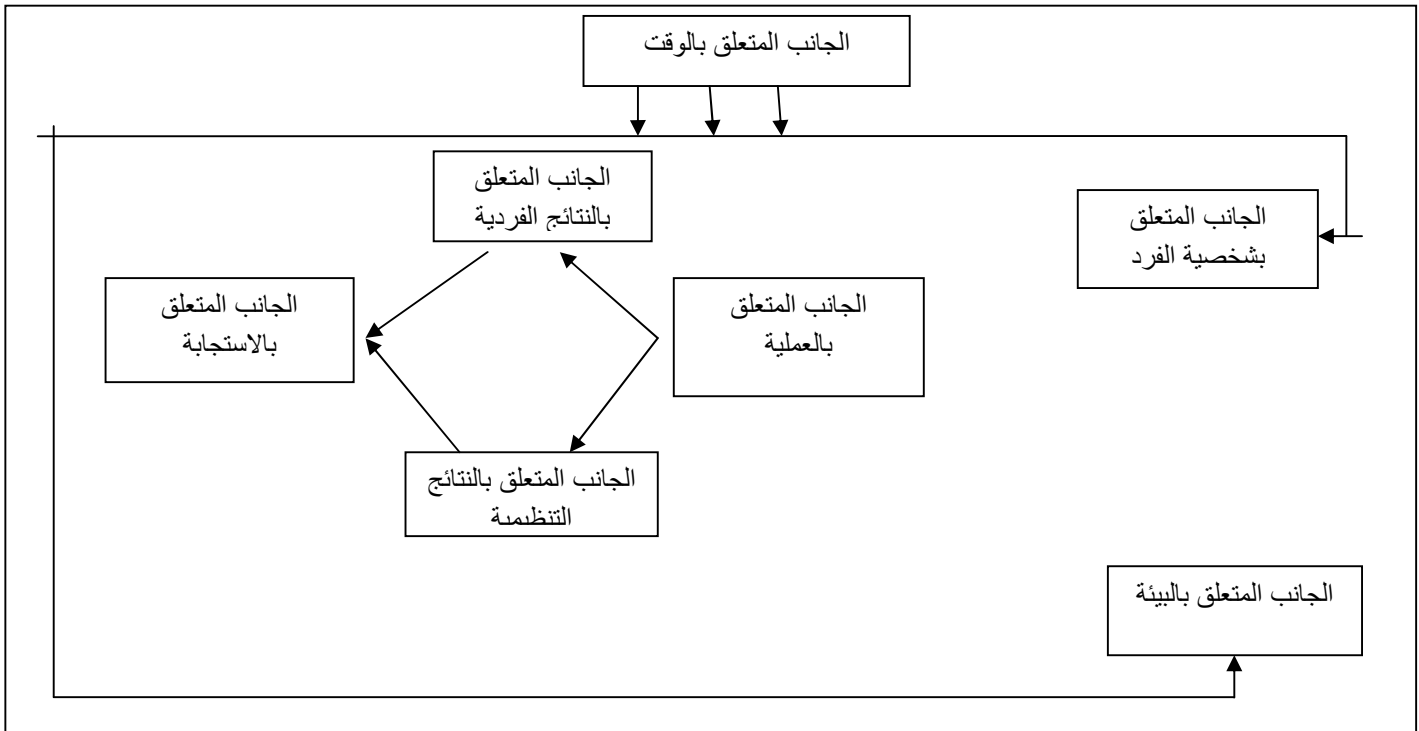 الجانب المتعلق بالوقت
الجانب المتعلق
بالنتائج الفردية
الجانب المتعلق
بشخصية الفرد
الجانب المتعلق
بالعملية
الجانب المتعلق
بالاستجابة
الجانب المتعلق بالنتائج
التنظيمية
الجانب المتعلق بالبيئة